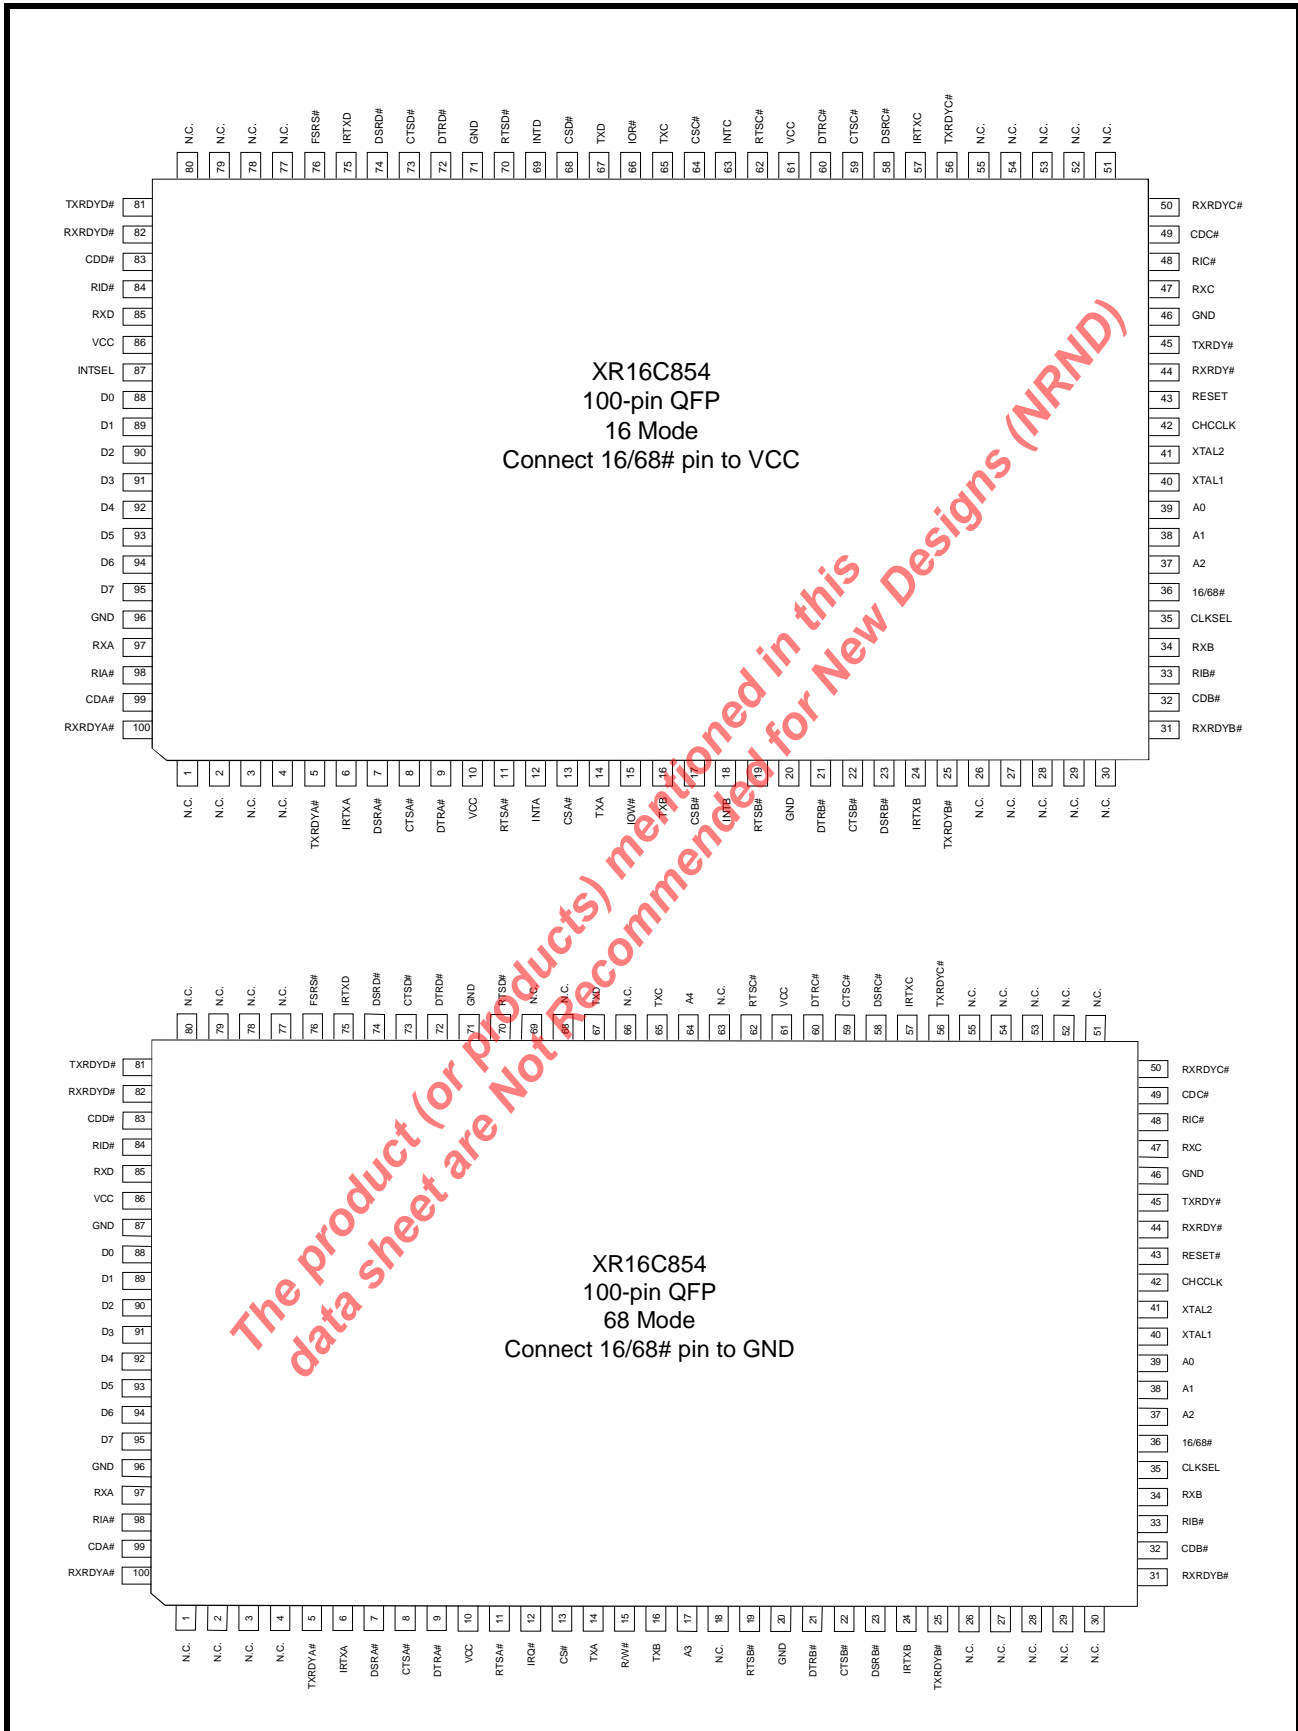 N.C. N.C. N.C. N.C. FSRS# IRTXD DSRD# CTSD# DTRD# GND RTSD# INTD CSD# TXD IOR# TXC CSC# INTC RTSC# VCC DTRC# CTSC# DSRC# IRTXC TXRDYC# N.C. N.C. N.C. N.C. N.C.
80 79 78 77 76 75 74 73 72 71 70 69 68 67 66 65 64 63 62 61 60 59 58 57 56 55 54 53 52 51
TXRDYD# 81
RXRDYD# 82
CDD# 83
RID# 84
RXD 85
VCC 86
INTSEL 87
D0 88
D1 89
D2 90
D3 91
D4 92
D5 93
D6 94
D7 95
GND 96
RXA 97
RIA# 98
CDA# 99
RXRDYA# 100
XR16C854
100-pin QFP
16 Mode
Connect 16/68# pin to VCC
50 RXRDYC#
49 CDC#
48 RIC#
47 RXC
46 GND
45 TXRDY#
44 RXRDY#
43 RESET
42 CHCCLK
41 XTAL2
40 XTAL1
39 A0
38 A1
37 A2
36 16/68#
35 CLKSEL
34 RXB
33 RIB#
32 CDB#
31 RXRDYB#
1 2 3 4 5 6 7 8 9 10 11 12 13 14 15 16 17 18 19 20 21 22 23 24 25 26 27 28 29 30
N.C. N.C. N.C. N.C. TXRDYA# IRTXA DSRA# CTSA# DTRA# VCC RTSA# INTA CSA# TXA IOW# TXB CSB# INTB RTSB# GND DTRB# CTSB# DSRB# IRTXB TXRDYB# N.C. N.C. N.C. N.C. N.C.
The product (or products) mentioned in this
data sheet are Not Recommended for New Designs (NRND)
N.C. N.C. N.C. N.C. FSRS# IRTXD DSRD# CTSD# DTRD# GND RTSD# N.C. N.C. TXD N.C. TXC A4 N.C. RTSC# VCC DTRC# CTSC# DSRC# IRTXC TXRDYC# N.C. N.C. N.C. N.C. N.C.
80 79 78 77 76 75 74 73 72 71 70 69 68 67 66 65 64 63 62 61 60 59 58 57 56 55 54 53 52 51
TXRDYD# 81
RXRDYD# 82
CDD# 83
RID# 84
RXD 85
VCC 86
GND 87
D0 88
D1 89
D2 90
D3 91
D4 92
D5 93
D6 94
D7 95
GND 96
RXA 97
RIA# 98
CDA# 99
RXRDYA# 100
XR16C854
100-pin QFP
68 Mode
Connect 16/68# pin to GND
50 RXRDYC#
49 CDC#
48 RIC#
47 RXC
46 GND
45 TXRDY#
44 RXRDY#
43 RESET#
42 CHCCLK
41 XTAL2
40 XTAL1
39 A0
38 A1
37 A2
36 16/68#
35 CLKSEL
34 RXB
33 RIB#
32 CDB#
31 RXRDYB#
1 2 3 4 5 6 7 8 9 10 11 12 13 14 15 16 17 18 19 20 21 22 23 24 25 26 27 28 29 30
N.C. N.C. N.C. N.C. TXRDYA# IRTXA DSRA# CTSA# DTRA# VCC RTSA# IRQ# CS# TXA R/W# TXB A3 N.C. RTSB# GND DTRB# CTSB# DSRB# IRTXB TXRDYB# N.C. N.C. N.C. N.C. N.C.